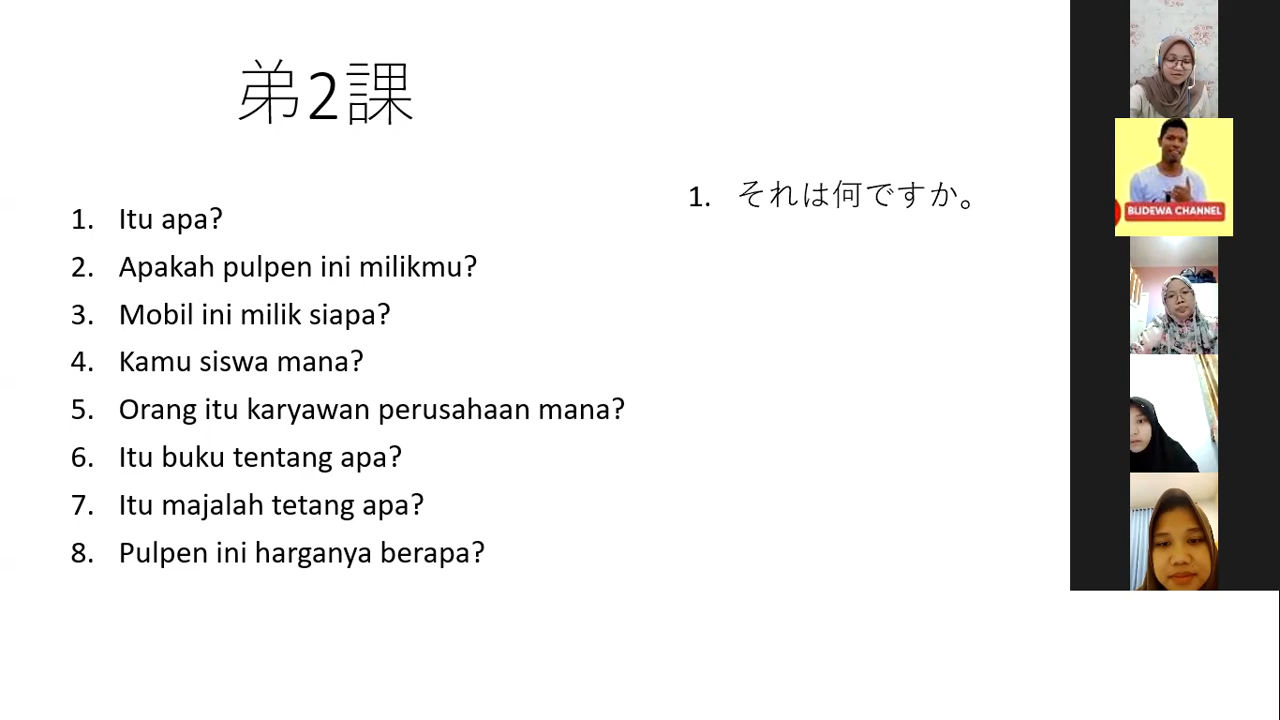 弟2課
1. Itu apa?
2. Apakah pulpen ini milikmu?
3. Mobil ini milik siapa?
4. Kamu siswa mana?
5. Orang itu karyawan perusahaan mana?
6. Itu buku tentang apa?
7. Itu majalah tetang apa?
8. Pulpen ini harganya berapa?
1. それは何ですか。
BLIDEWA CHANNEL